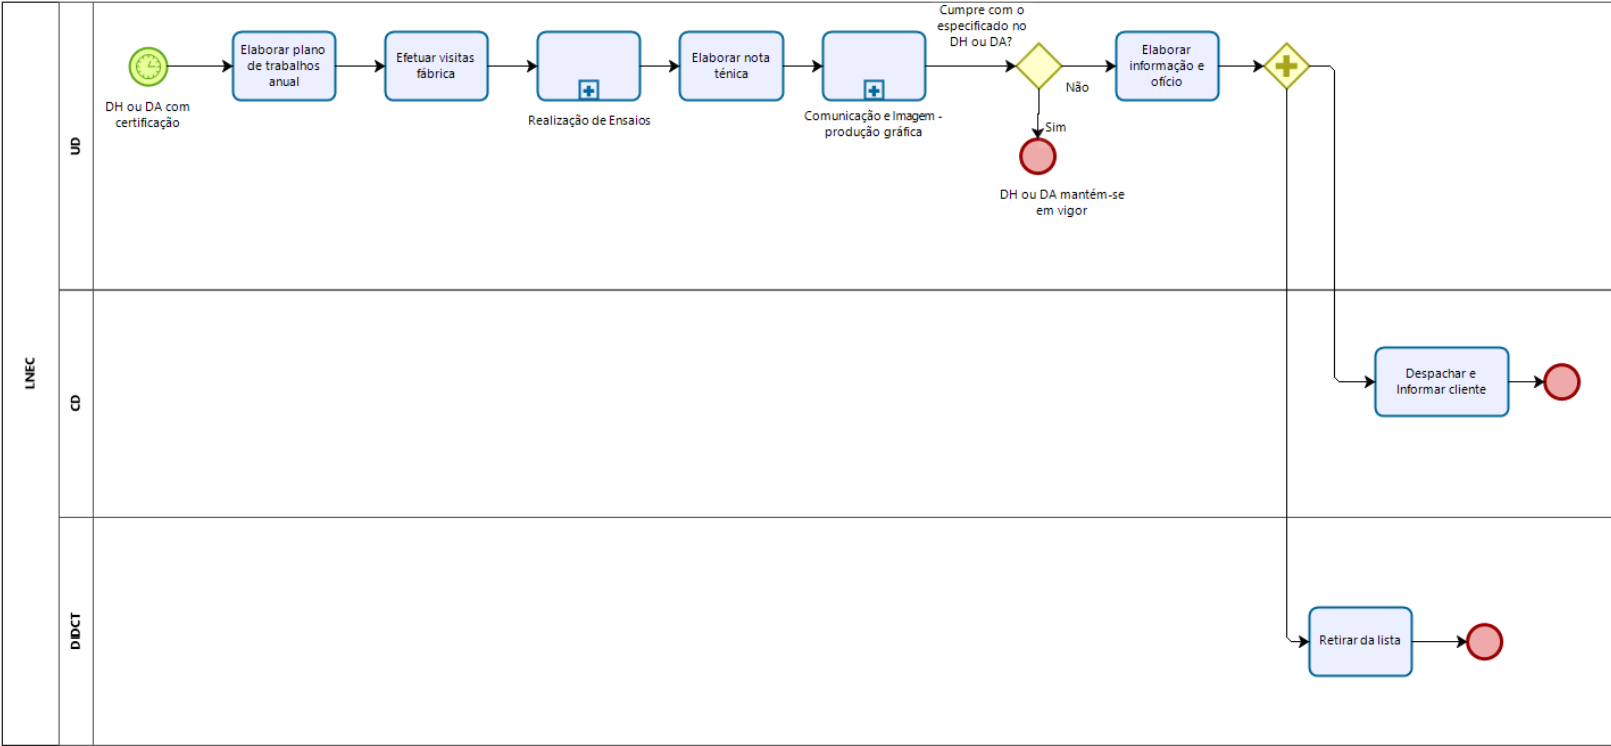 LNEC
UD
DH ou DA com
certificação
Elaborar plano
de trabalhos
anual
Efetuar visitas
fábrica
Realização de Ensaios
Elaborar nota
ténica
Comunicação e Imagem -
produção gráfica
Cumpre com o
especificado no
DH ou DA?
Não
Sim
DH ou DA mantém-se
em vigor
Elaborar
informação e
ofício
CD
Despachar e
Informar cliente
DIDCT
Retirar da lista